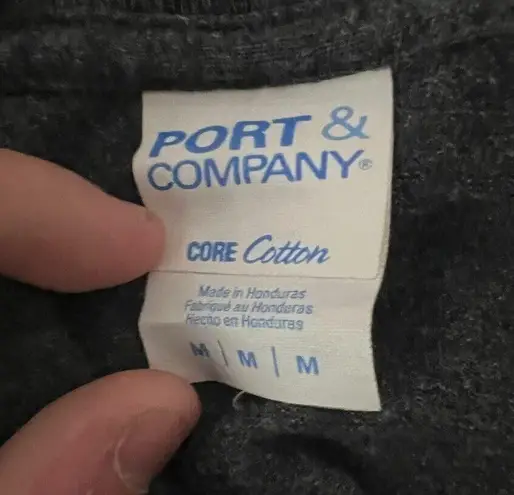 PORT &
COMPANY®
CORE Cotton
Made in Honduras
Fabriqué au Honduras
Hecho en Honduras
M | M | M